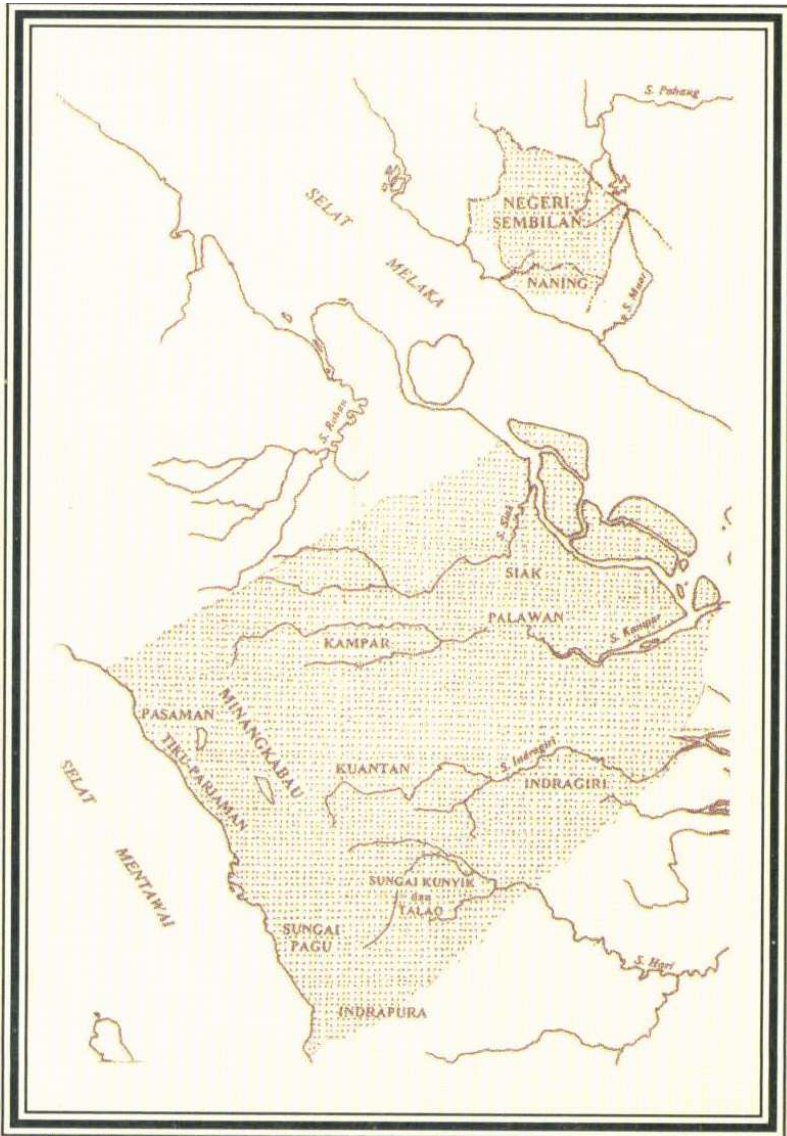 S. Pahang
SELAT
MELAKA
NEGERI
SEMBILAN
NANING
S. Muar
S. Rokan
S. Siak
SIAK
PALAWAN
S. Kampar
KAMPAR
PASAMAN
MINANGKABAU
TIKU-PARIAMAN
SELAT
MENTAWAI
KUANTAN
S. Indragiri
INDRAGIRI
SUNGAI KUNYIK
dan
TALAO
SUNGAI
PAGU
S. Hari
INDRAPURA